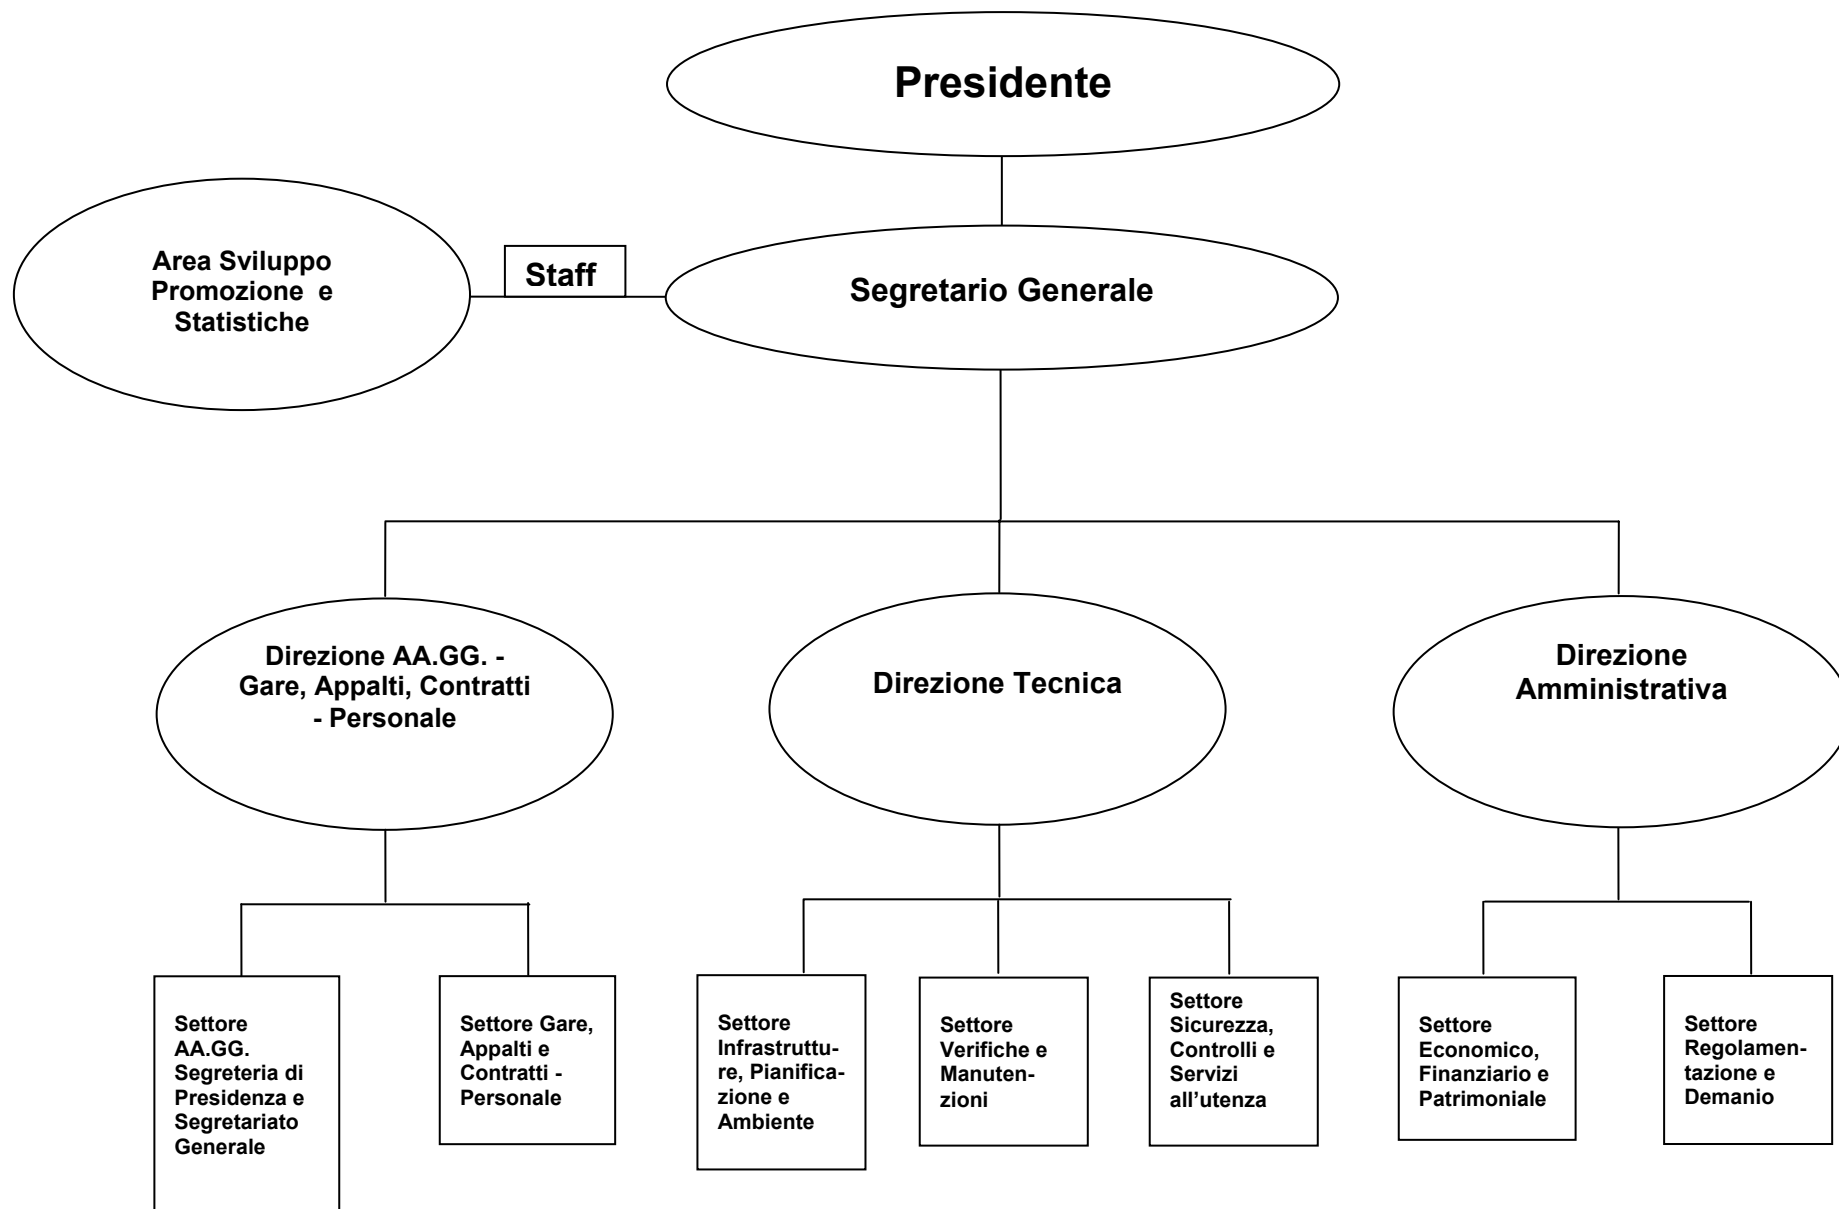 Presidente
Area Sviluppo
Promozione e
Statistiche
Staff
Segretario Generale
Direzione AA.GG. -
Gare, Appalti, Contratti
- Personale
Direzione Tecnica
Direzione
Amministrativa
Settore
AA.GG.
Segreteria di
Presidenza e
Segretariato
Generale
Settore Gare,
Appalti e
Contratti -
Personale
Settore
Infrastruttu-
re, Pianifica-
zione e
Ambiente
Settore
Verifiche e
Manuten-
zioni
Settore
Sicurezza,
Controlli e
Servizi
all’utenza
Settore
Economico,
Finanziario e
Patrimoniale
Settore
Regolamen-
tazione e
Demanio